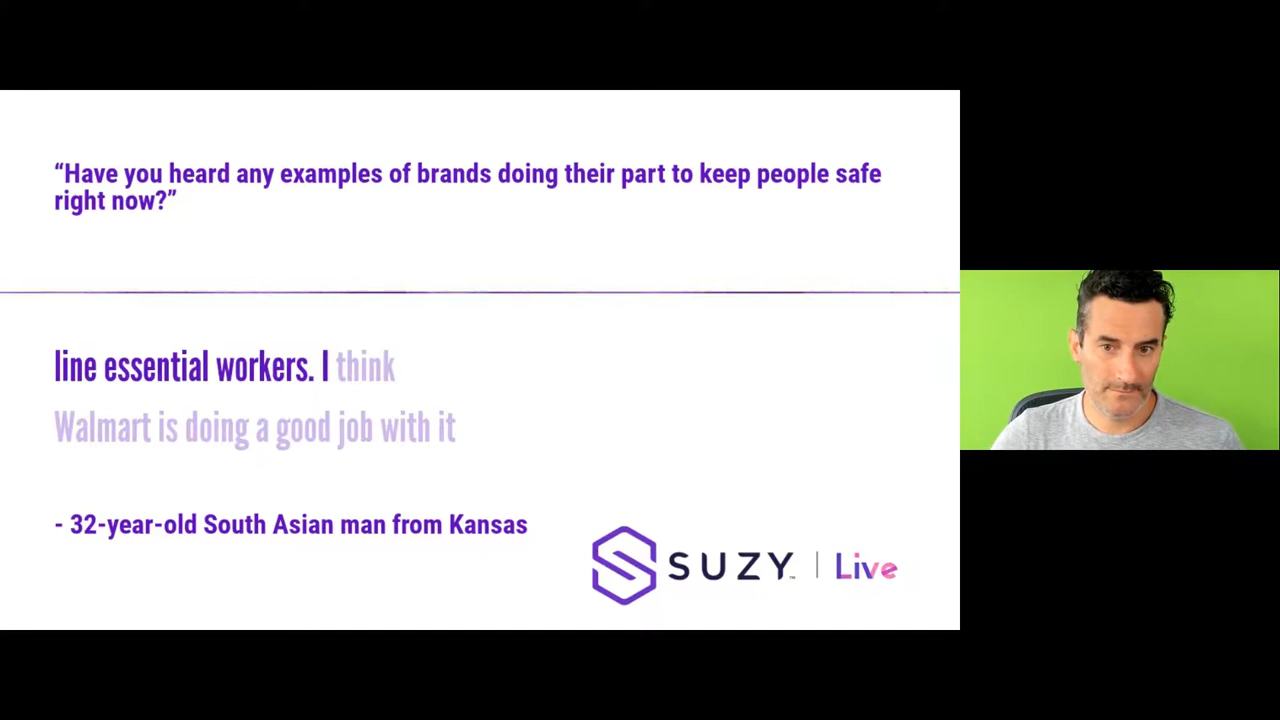 “Have you heard any examples of brands doing their part to keep people safe
right now?”
line essential workers. I think
Walmart is doing a good job with it
- 32-year-old South Asian man from Kansas
SUZY™ | Live